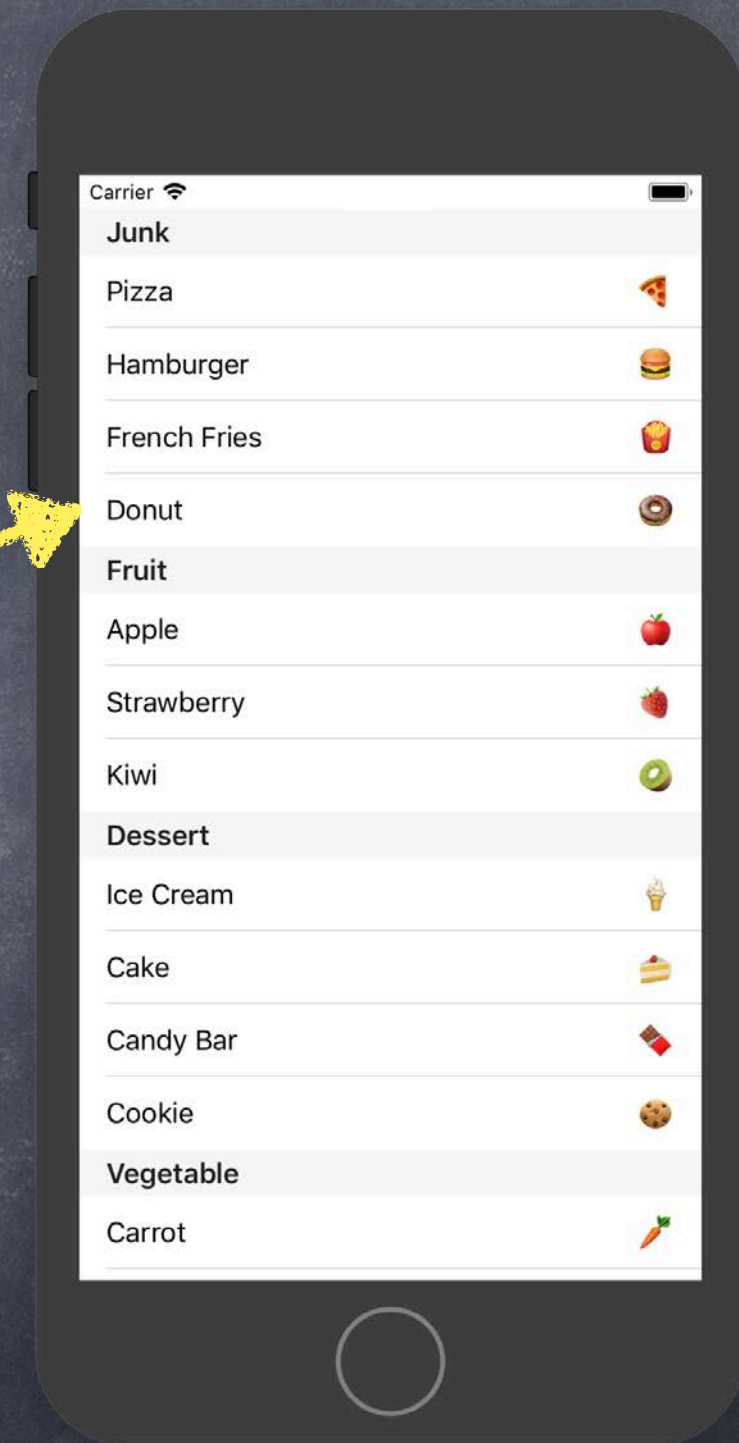 Carrier
Junk
Pizza
Hamburger
French Fries
Donut
Fruit
Apple
Strawberry
Kiwi
Dessert
Ice Cream
Cake
Candy Bar
Cookie
Vegetable
Carrot